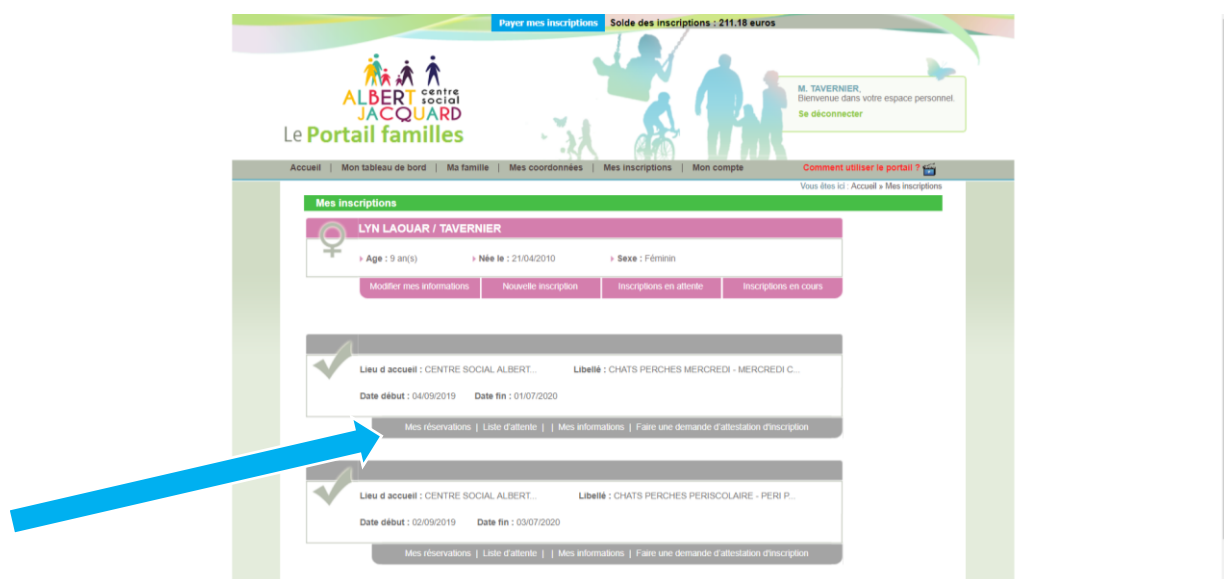 Payer mes inscriptions Solde des inscriptions : 211.18 euros
ALBERT centre social
JACQUARD
Le Portail familles
M. TAVERNIER,
Bienvenue dans votre espace personnel.
Se déconnecter
Accueil | Mon tableau de bord | Ma famille | Mes coordonnées | Mes inscriptions | Mon compte Comment utiliser le portail ?
Vous êtes ici : Accueil » Mes inscriptions
Mes inscriptions
LYN LAOUAR / TAVERNIER
Age : 9 an(s) Née le : 21/04/2010 Sexe : Féminin
Modifier mes informations Nouvelle inscription Inscriptions en attente Inscriptions en cours
Lieu d accueil : CENTRE SOCIAL ALBERT... Libellé : CHATS PERCHES MERCREDI - MERCREDI C...
Date début : 04/09/2019 Date fin : 01/07/2020
Mes réservations | Liste d'attente | | Mes informations | Faire une demande d'attestation d'inscription
Lieu d accueil : CENTRE SOCIAL ALBERT... Libellé : CHATS PERCHES PERISCOLAIRE - PERI P...
Date début : 02/09/2019 Date fin : 03/07/2020
Mes réservations | Liste d'attente | | Mes informations | Faire une demande d'attestation d'inscription